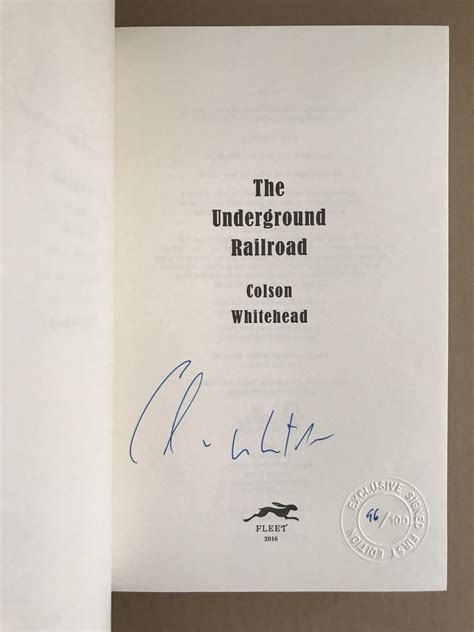 The
Underground
Railroad
Colson
Whitehead
FLEET
2016
EXCLUSIVE SIGNED FIRST EDITION
96/100